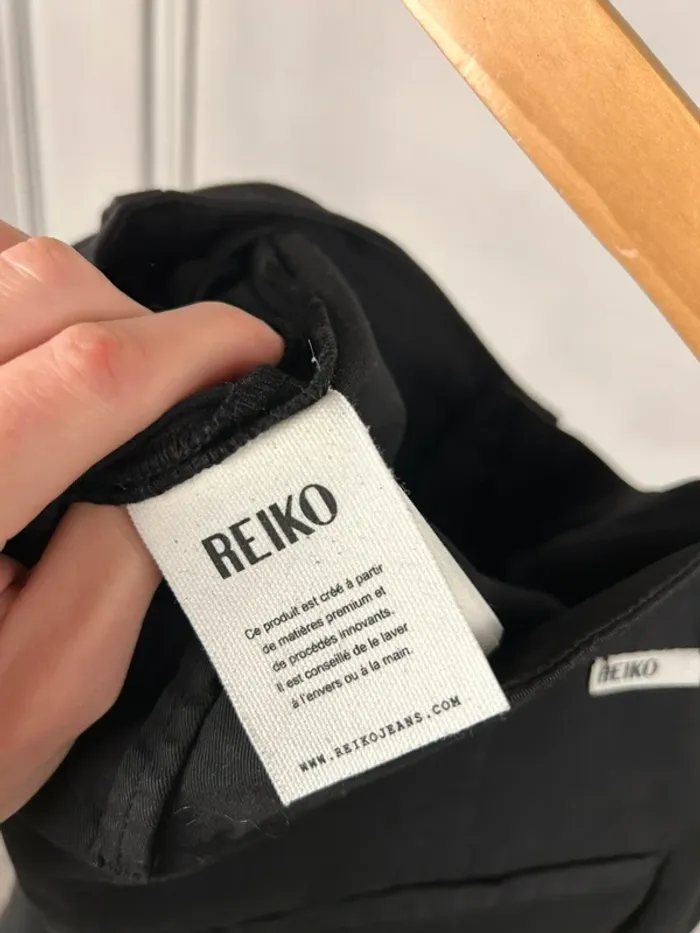 REIKO
Ce produit est créé à partir
de matières premium et
de procédés innovants.
Il est conseillé de le laver
à l'envers ou à la main.
WWW.REIKOJEANS.COM
REIKO